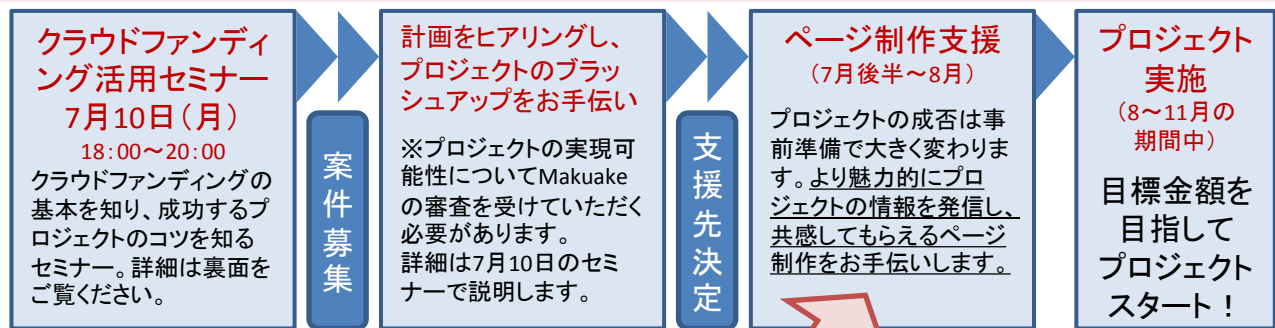 クラウドファンディ
ング活用セミナー
7月10日(月)
18:00~20:00
クラウドファンディングの
基本を知り、成功するプ
ロジェクトのコツを知る
セミナー。詳細は裏面を
ご覧ください。
案件募集
計画をヒアリングし、
プロジェクトのブラッ
シュアップをお手伝い
※プロジェクトの実現可
能性についてMakuake
の審査を受けていただく
必要があります。
詳細は7月10日のセミ
ナーで説明します。
支援先決定
ページ制作支援
(7月後半~8月)
プロジェクトの成否は事
前準備で大きく変わりま
す。より魅力的にプロ
ジェクトの情報を発信し、
共感してもらえるページ
制作をお手伝いします。
プロジェクト
実施
(8~11月の
期間中)
目標金額を
目指して
プロジェクト
スタート!